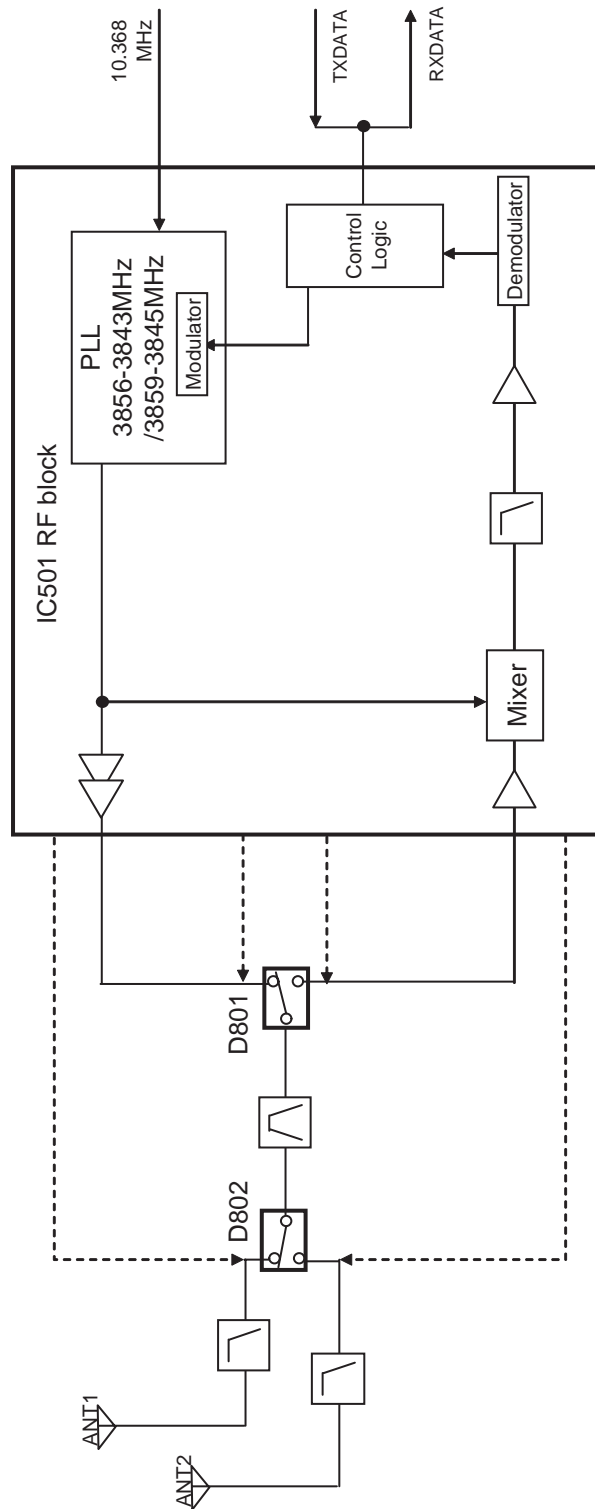 ANT1
ANT2
D802
D801
IC501 RF block
PLL
3856-3843MHz
/3859-3845MHz
Modulator
Control
Logic
Mixer
Demodulator
10.368
MHz
TXDATA
RXDATA